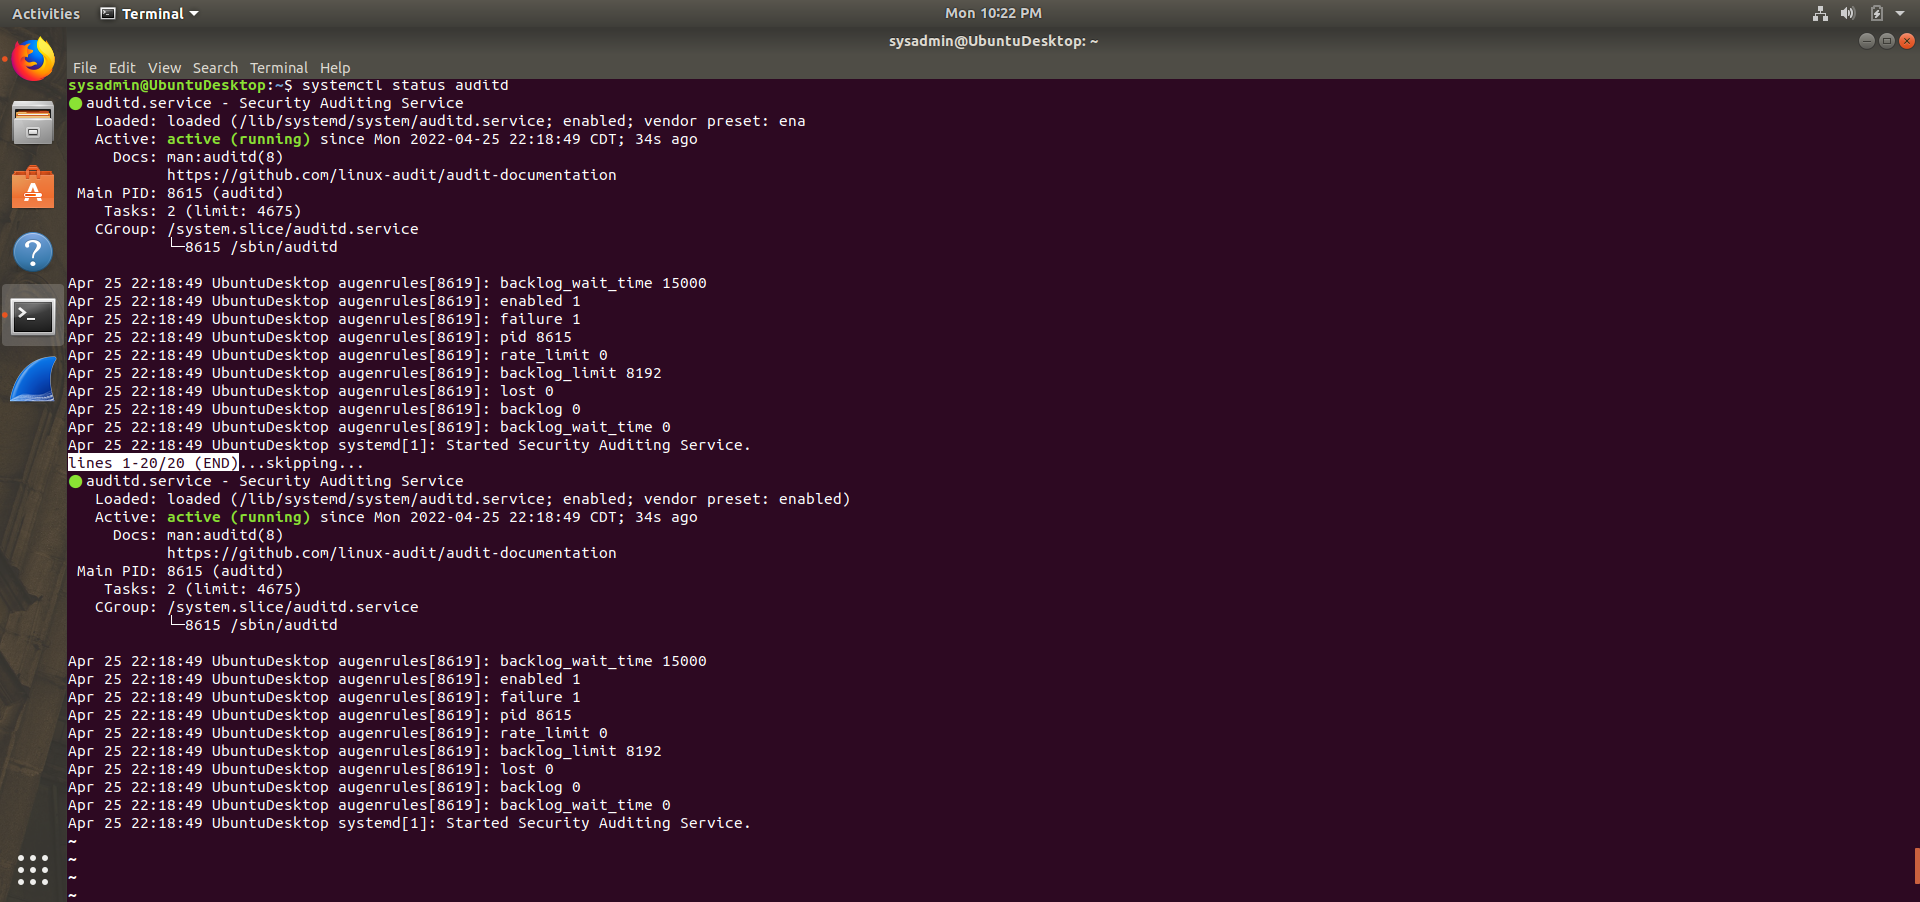 Activities Terminal Mon 10:22 PM
sysadmin@UbuntuDesktop: ~
File Edit View Search Terminal Help
sysadmin@UbuntuDesktop:~$ systemctl status auditd
● auditd.service - Security Auditing Service
   Loaded: loaded (/lib/systemd/system/auditd.service; enabled; vendor preset: ena
   Active: active (running) since Mon 2022-04-25 22:18:49 CDT; 34s ago
     Docs: man:auditd(8)
           https://github.com/linux-audit/audit-documentation
 Main PID: 8615 (auditd)
    Tasks: 2 (limit: 4675)
   CGroup: /system.slice/auditd.service
           └─8615 /sbin/auditd
Apr 25 22:18:49 UbuntuDesktop augenrules[8619]: backlog_wait_time 15000
Apr 25 22:18:49 UbuntuDesktop augenrules[8619]: enabled 1
Apr 25 22:18:49 UbuntuDesktop augenrules[8619]: failure 1
Apr 25 22:18:49 UbuntuDesktop augenrules[8619]: pid 8615
Apr 25 22:18:49 UbuntuDesktop augenrules[8619]: rate_limit 0
Apr 25 22:18:49 UbuntuDesktop augenrules[8619]: backlog_limit 8192
Apr 25 22:18:49 UbuntuDesktop augenrules[8619]: lost 0
Apr 25 22:18:49 UbuntuDesktop augenrules[8619]: backlog 0
Apr 25 22:18:49 UbuntuDesktop augenrules[8619]: backlog_wait_time 0
Apr 25 22:18:49 UbuntuDesktop systemd[1]: Started Security Auditing Service.
lines 1-20/20 (END)...skipping...
● auditd.service - Security Auditing Service
   Loaded: loaded (/lib/systemd/system/auditd.service; enabled; vendor preset: enabled)
   Active: active (running) since Mon 2022-04-25 22:18:49 CDT; 34s ago
     Docs: man:auditd(8)
           https://github.com/linux-audit/audit-documentation
 Main PID: 8615 (auditd)
    Tasks: 2 (limit: 4675)
   CGroup: /system.slice/auditd.service
           └─8615 /sbin/auditd
Apr 25 22:18:49 UbuntuDesktop augenrules[8619]: backlog_wait_time 15000
Apr 25 22:18:49 UbuntuDesktop augenrules[8619]: enabled 1
Apr 25 22:18:49 UbuntuDesktop augenrules[8619]: failure 1
Apr 25 22:18:49 UbuntuDesktop augenrules[8619]: pid 8615
Apr 25 22:18:49 UbuntuDesktop augenrules[8619]: rate_limit 0
Apr 25 22:18:49 UbuntuDesktop augenrules[8619]: backlog_limit 8192
Apr 25 22:18:49 UbuntuDesktop augenrules[8619]: lost 0
Apr 25 22:18:49 UbuntuDesktop augenrules[8619]: backlog 0
Apr 25 22:18:49 UbuntuDesktop augenrules[8619]: backlog_wait_time 0
Apr 25 22:18:49 UbuntuDesktop systemd[1]: Started Security Auditing Service.
~
~
~
~